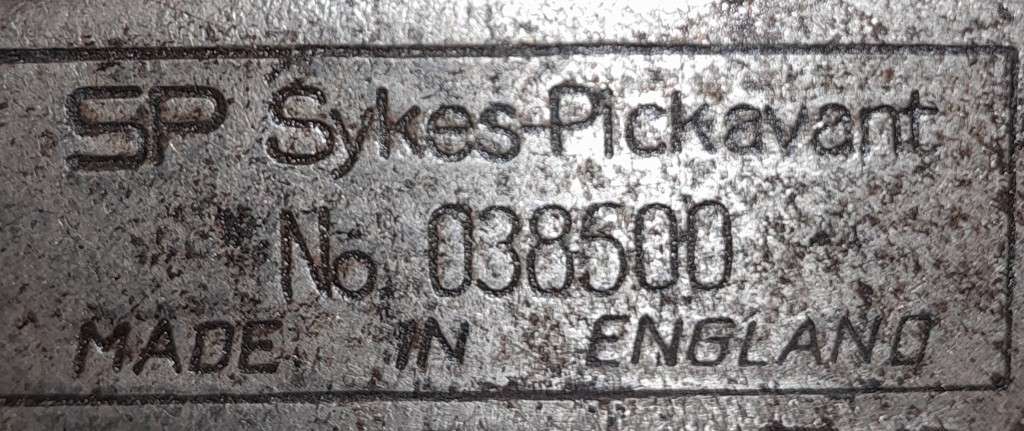 SP Sykes-Pickavant
No. 038500
MADE IN ENGLAND